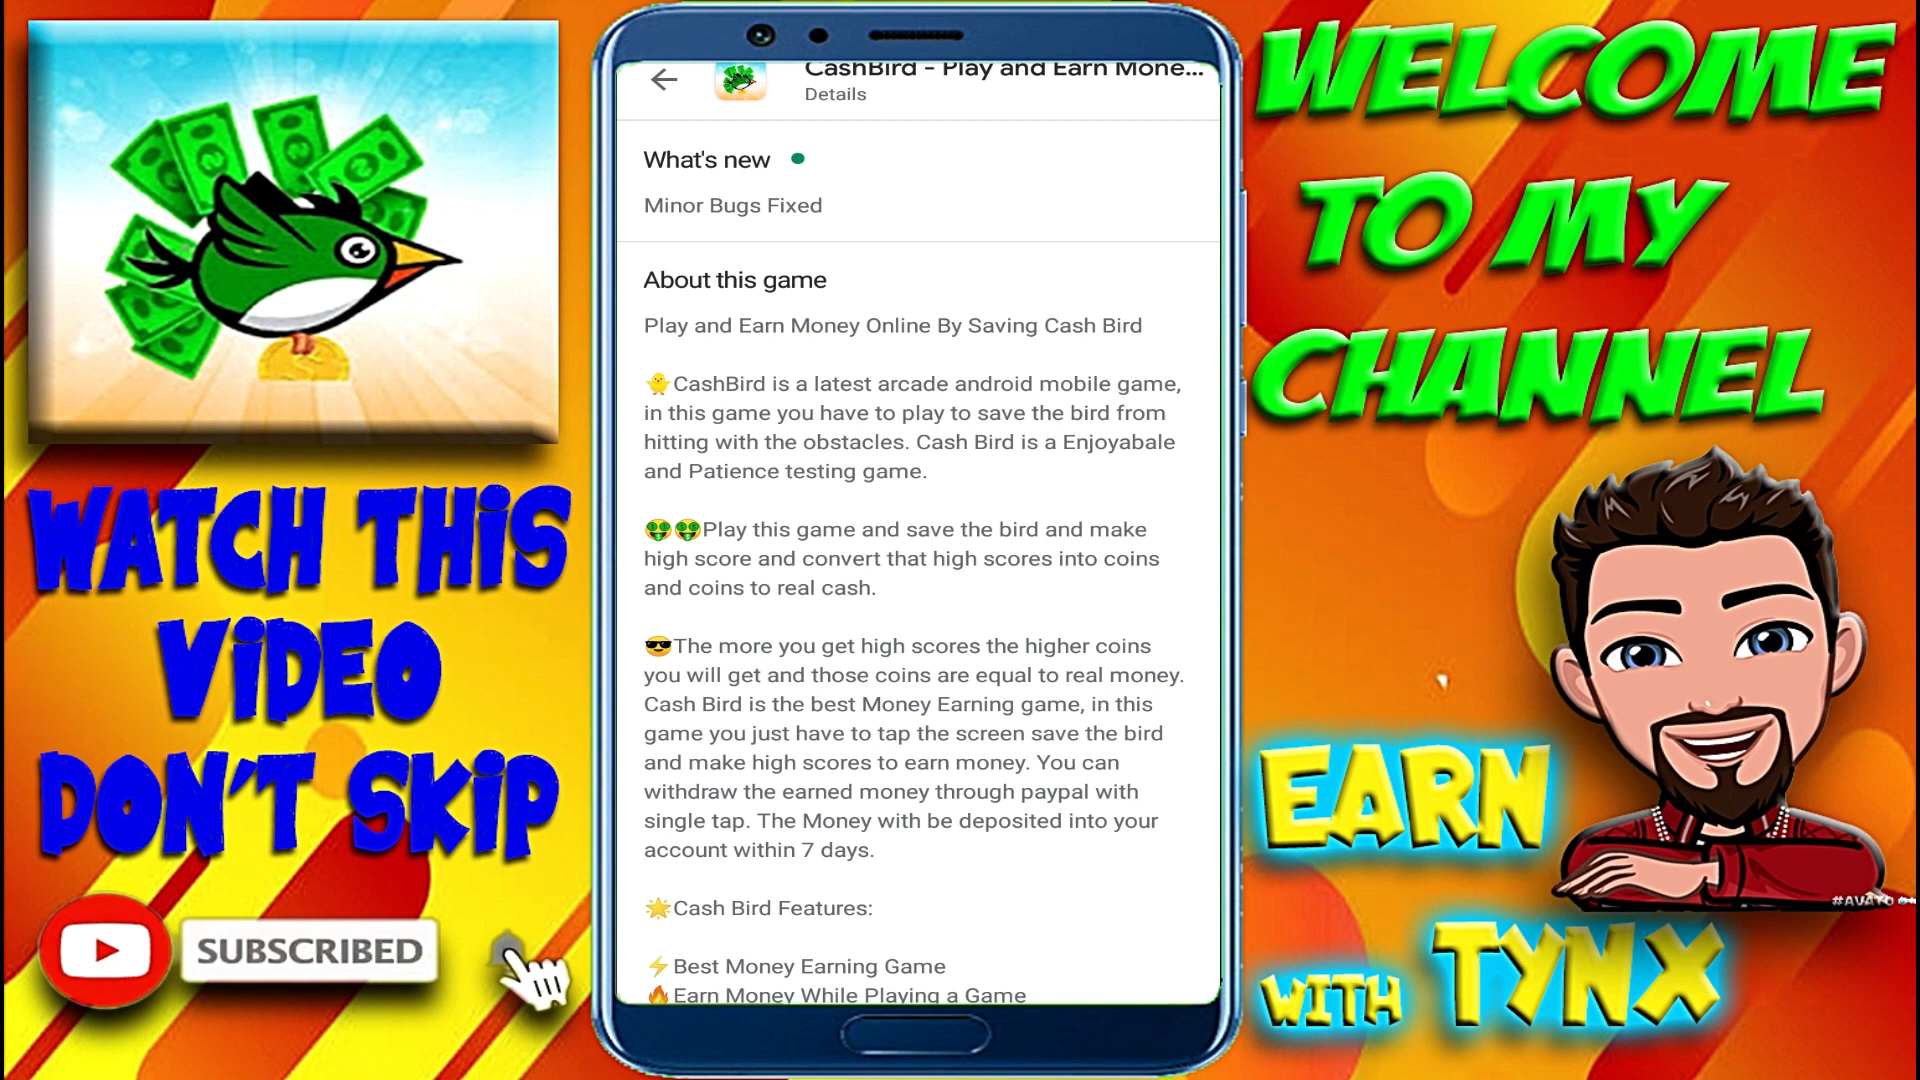 WELCOME
TO MY
CHANNEL
WATCH THIS
VIDEO
DON'T SKIP
SUBSCRIBED
CashBird - Play and Earn Mone...
Details
What's new
Minor Bugs Fixed
About this game
Play and Earn Money Online By Saving Cash Bird
🐥CashBird is a latest arcade android mobile game,
in this game you have to play to save the bird from
hitting with the obstacles. Cash Bird is a Enjoyabale
and Patience testing game.
🤑🤑Play this game and save the bird and make
high score and convert that high scores into coins
and coins to real cash.
😎The more you get high scores the higher coins
you will get and those coins are equal to real money.
Cash Bird is the best Money Earning game, in this
game you just have to tap the screen save the bird
and make high scores to earn money. You can
withdraw the earned money through paypal with
single tap. The Money with be deposited into your
account within 7 days.
🌟Cash Bird Features:
⚡Best Money Earning Game
🔥Earn Money While Playing a Game
EARN
WITH TYNX